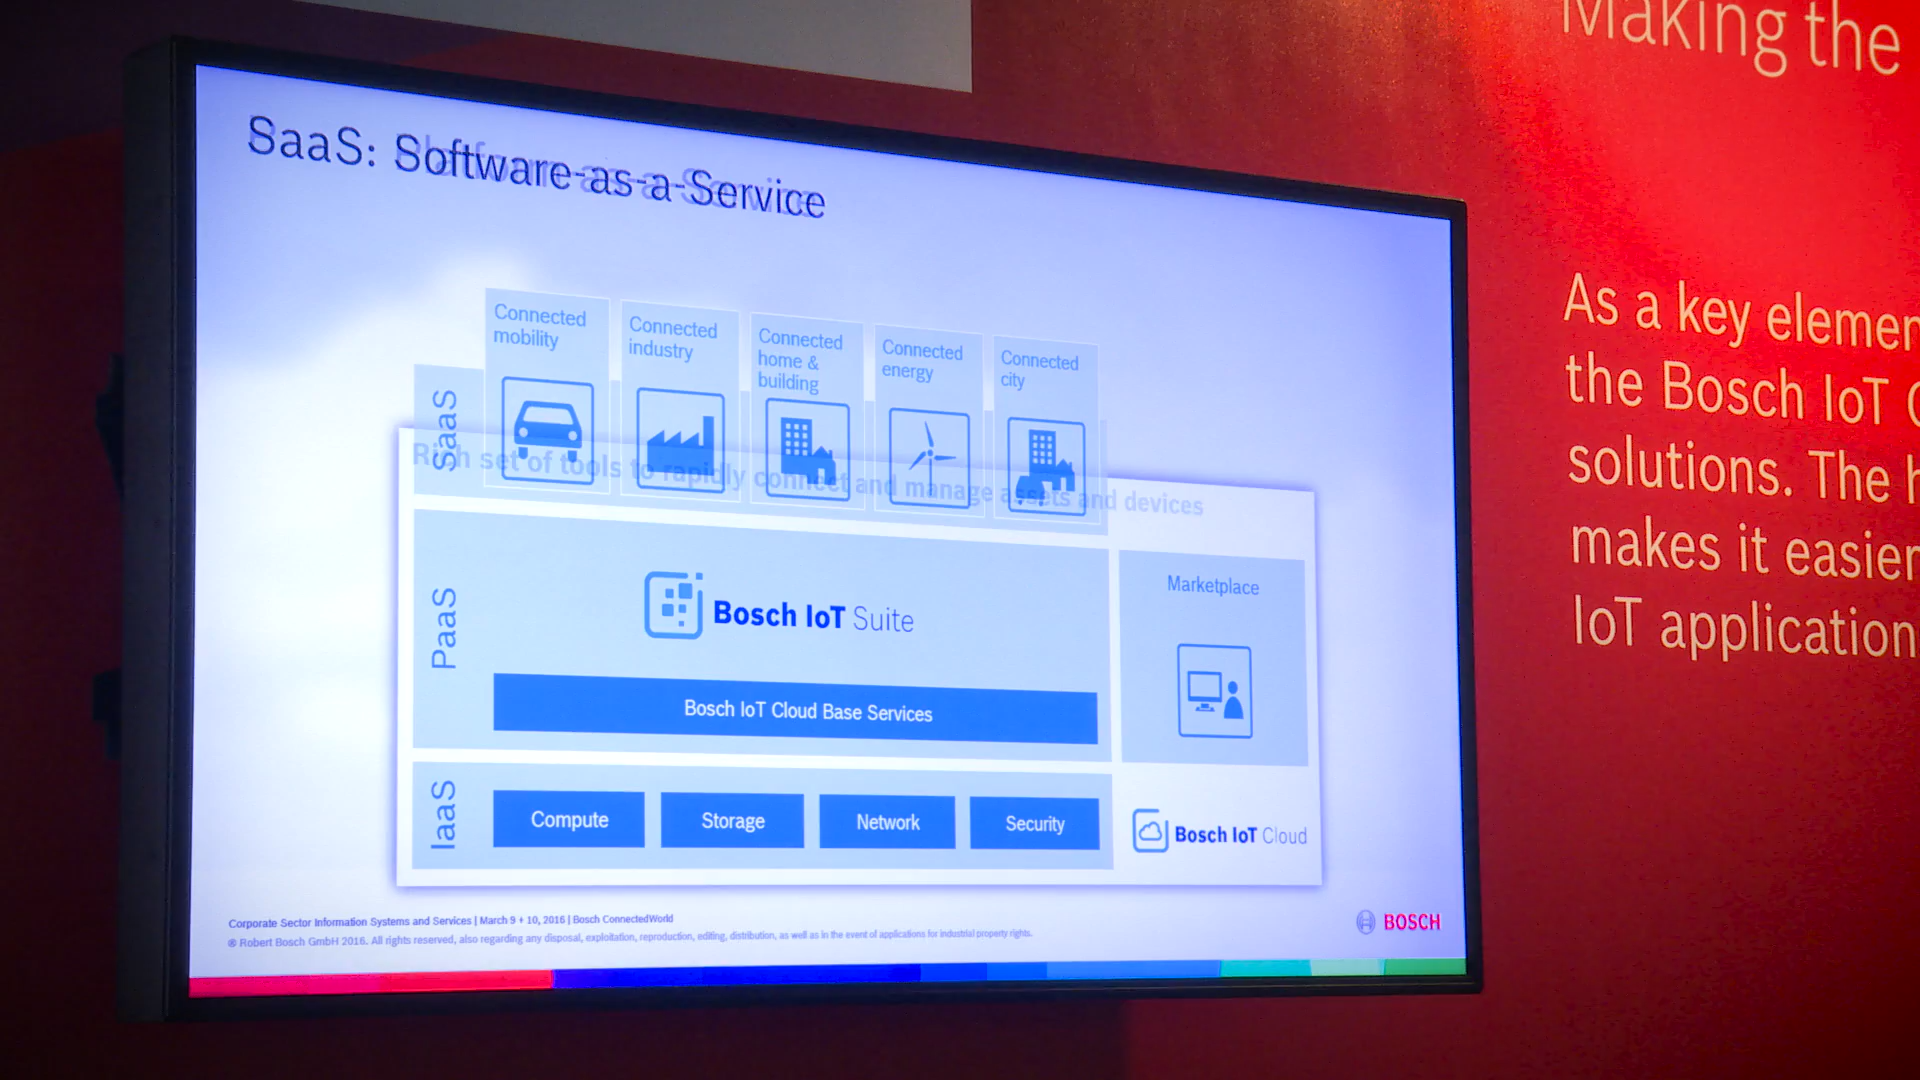 SaaS: Software-as-a-Service
Connected
mobility
Connected
industry
Connected
home &
building
Connected
energy
Connected
city
SaaS
Rich set of tools to rapidly connect and manage assets and devices
PaaS
Bosch IoT Suite
Bosch IoT Cloud Base Services
Marketplace
IaaS
Compute
Storage
Network
Security
Bosch IoT Cloud
Corporate Sector Information Systems and Services | March 9 + 10, 2016 | Bosch ConnectedWorld
© Robert Bosch GmbH 2016. All rights reserved, also regarding any disposal, exploitation, reproduction, editing, distribution, as well as in the event of applications for industrial property rights.
BOSCH
Making the
As a key elemen
the Bosch IoT C
solutions. The h
makes it easier
IoT application